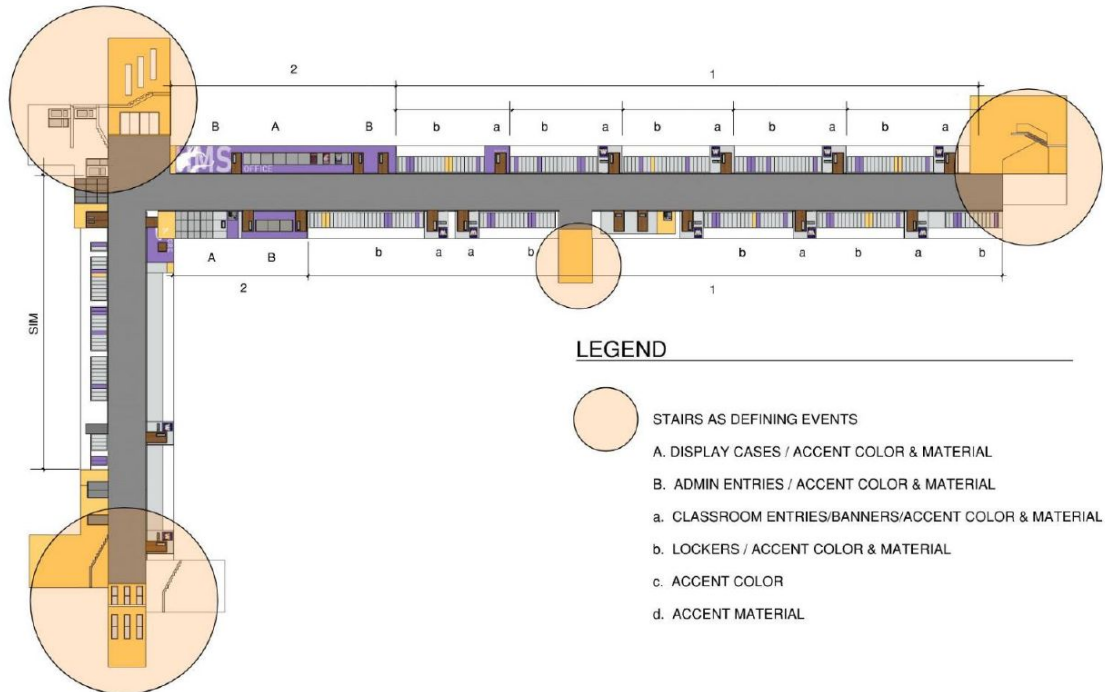 2
1
B
A
B
b
a
b
a
b
a
b
a
b
a
MS
OFFICE
A
B
b
a
a
b
b
a
b
a
b
2
1
SIM
LEGEND
STAIRS AS DEFINING EVENTS
A. DISPLAY CASES / ACCENT COLOR & MATERIAL
B. ADMIN ENTRIES / ACCENT COLOR & MATERIAL
a. CLASSROOM ENTRIES/BANNERS/ACCENT COLOR & MATERIAL
b. LOCKERS / ACCENT COLOR & MATERIAL
c. ACCENT COLOR
d. ACCENT MATERIAL